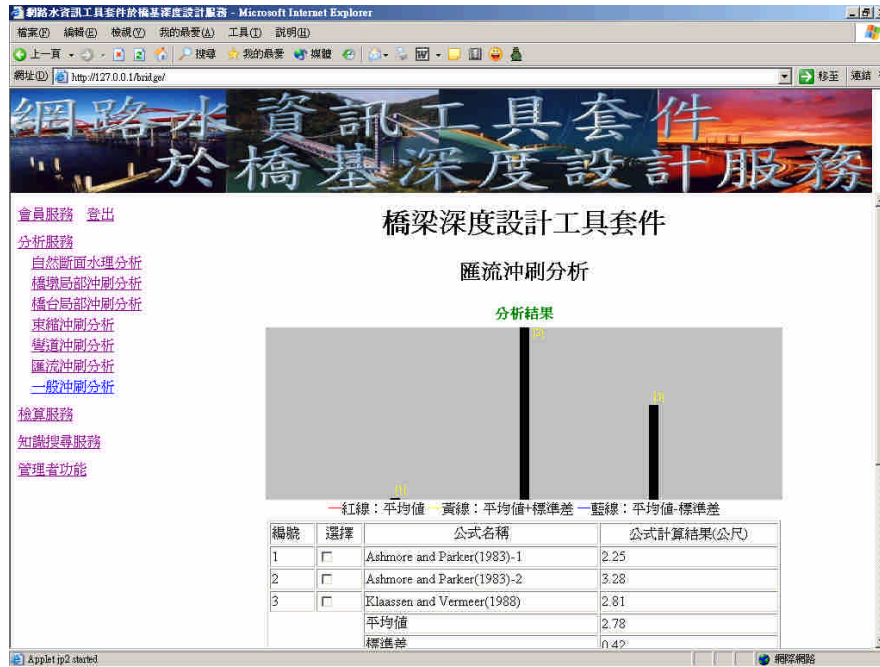 網路水資訊工具套件於橋基深度設計服務 - Microsoft Internet Explorer
檔案(F) 編輯(E) 檢視(V) 我的最愛(A) 工具(T) 說明(H)
上一頁 搜尋 我的最愛 媒體
網址(D) http://127.0.0.1/bridge/ 移至 連結
網路水資訊工具套件
於橋基深度設計服務
會員服務 登出
分析服務
自然斷面水理分析
橋墩局部沖刷分析
橋台局部沖刷分析
束縮沖刷分析
彎道沖刷分析
匯流沖刷分析
一般沖刷分析
檢算服務
知識搜尋服務
管理者功能
橋梁深度設計工具套件
匯流沖刷分析
分析結果
[1]
[2]
[3]
一紅線：平均值 一黃線：平均值+標準差 一藍線：平均值-標準差
編號 選擇 公式名稱 公式計算結果(公尺)
1 Ashmore and Parker(1983)-1 2.25
2 Ashmore and Parker(1983)-2 3.28
3 Klaassen and Vermeer(1988) 2.81
平均值 2.78
標準差 0.42
Applet jp2 started 網際網路